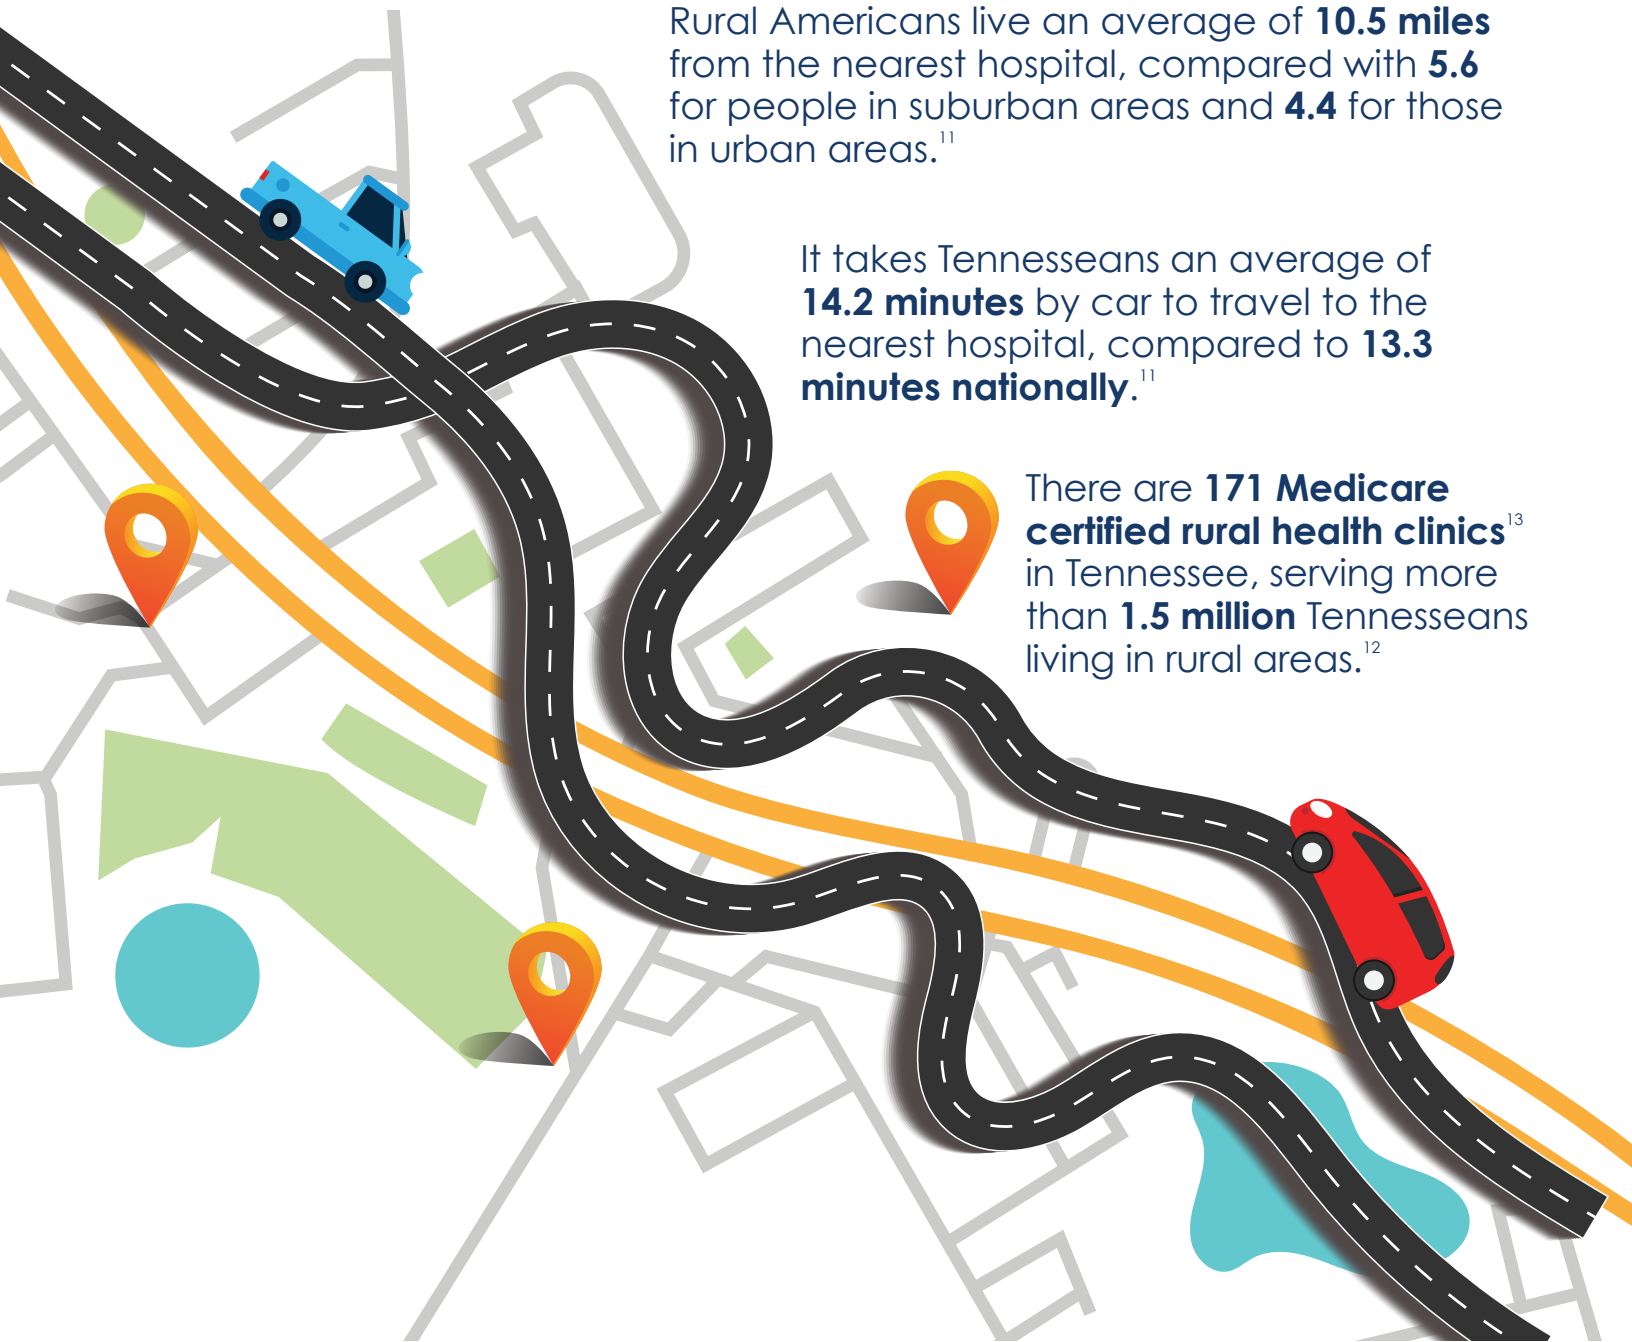 Rural Americans live an average of 10.5 miles
from the nearest hospital, compared with 5.6
for people in suburban areas and 4.4 for those
in urban areas.11
It takes Tennesseans an average of
14.2 minutes by car to travel to the
nearest hospital, compared to 13.3
minutes nationally.11
There are 171 Medicare
certified rural health clinics13
in Tennessee, serving more
than 1.5 million Tennesseans
living in rural areas.12